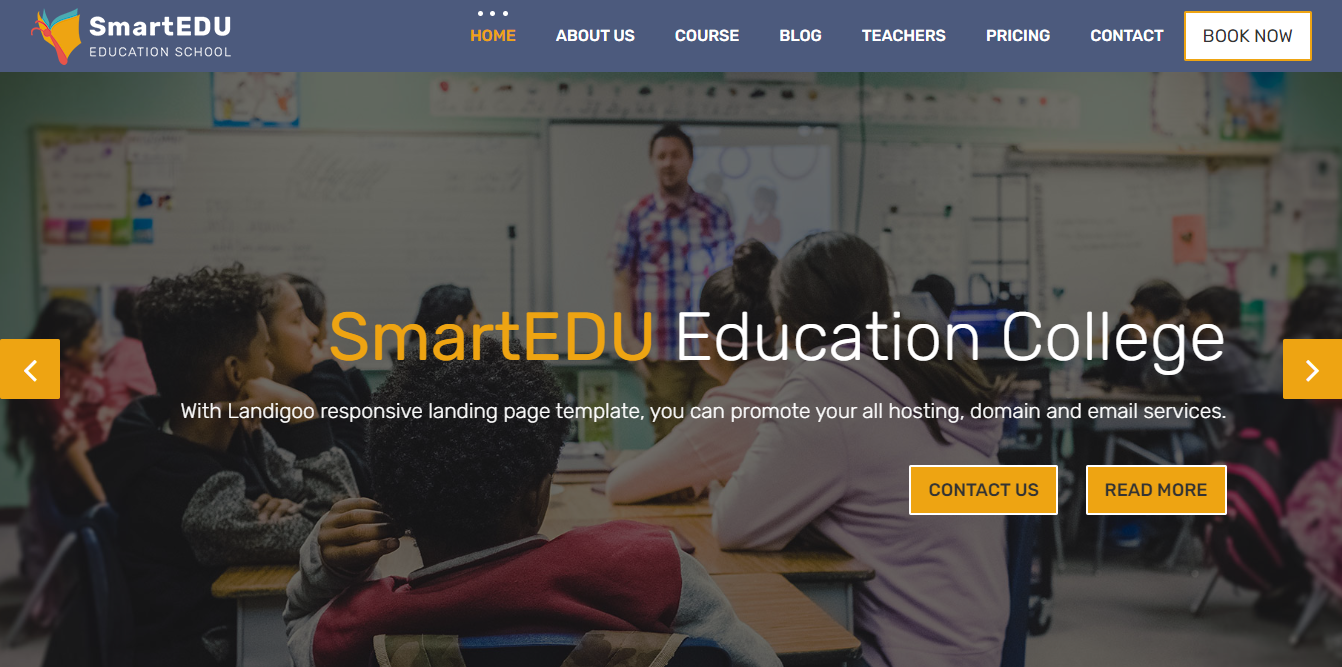 SmartEDU
EDUCATION SCHOOL
HOME ABOUT US COURSE BLOG TEACHERS PRICING CONTACT BOOK NOW
SmartEDU Education College
With Landigoo responsive landing page template, you can promote your all hosting, domain and email services.
CONTACT US READ MORE